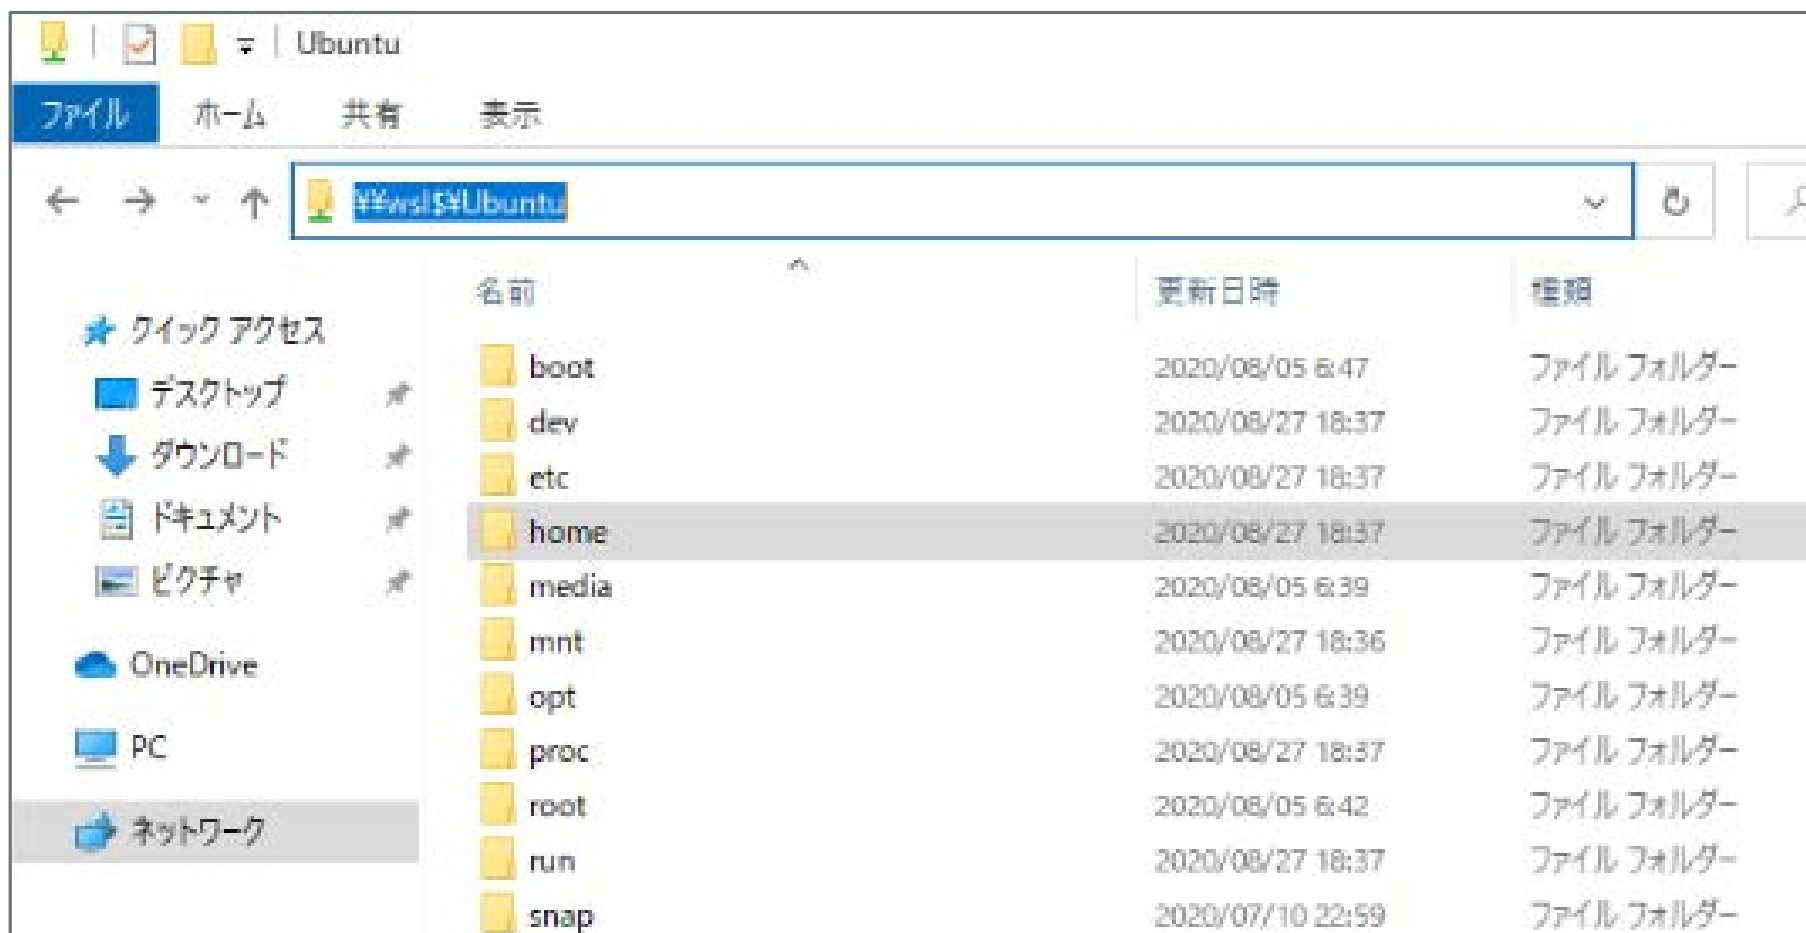 Ubuntu
ファイル ホーム 共有 表示
¥¥wsl$¥Ubuntu
名前 更新日時 種類
クイック アクセス
デスクトップ
ダウンロード
ドキュメント
ピクチャ
OneDrive
PC
ネットワーク
boot 2020/08/05 6:47 ファイル フォルダー
dev 2020/08/27 18:37 ファイル フォルダー
etc 2020/08/27 18:37 ファイル フォルダー
home 2020/08/27 18:37 ファイル フォルダー
media 2020/08/05 6:39 ファイル フォルダー
mnt 2020/08/27 18:36 ファイル フォルダー
opt 2020/08/05 6:39 ファイル フォルダー
proc 2020/08/27 18:37 ファイル フォルダー
root 2020/08/05 6:42 ファイル フォルダー
run 2020/08/27 18:37 ファイル フォルダー
snap 2020/07/10 22:59 ファイル フォルダー